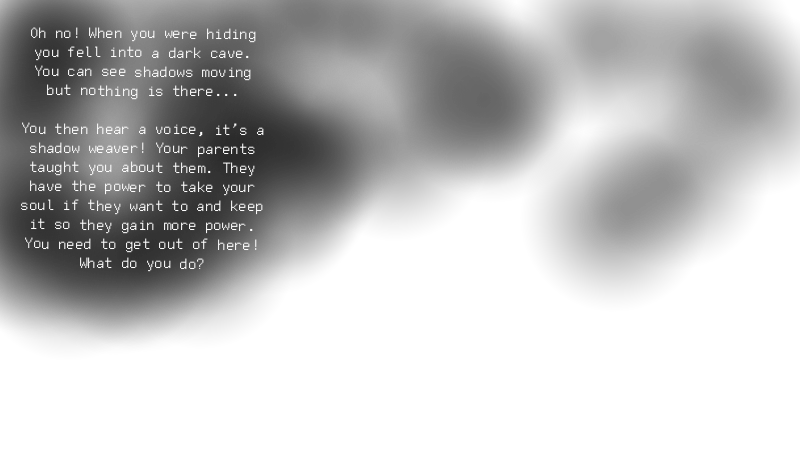 Oh no! When you were hiding
you fell into a dark cave.
You can see shadows moving
but nothing is there...
You then hear a voice, it's a
shadow weaver! Your parents
taught you about them. They
have the power to take your
soul if they want to and keep
it so they gain more power.
You need to get out of here!
What do you do?